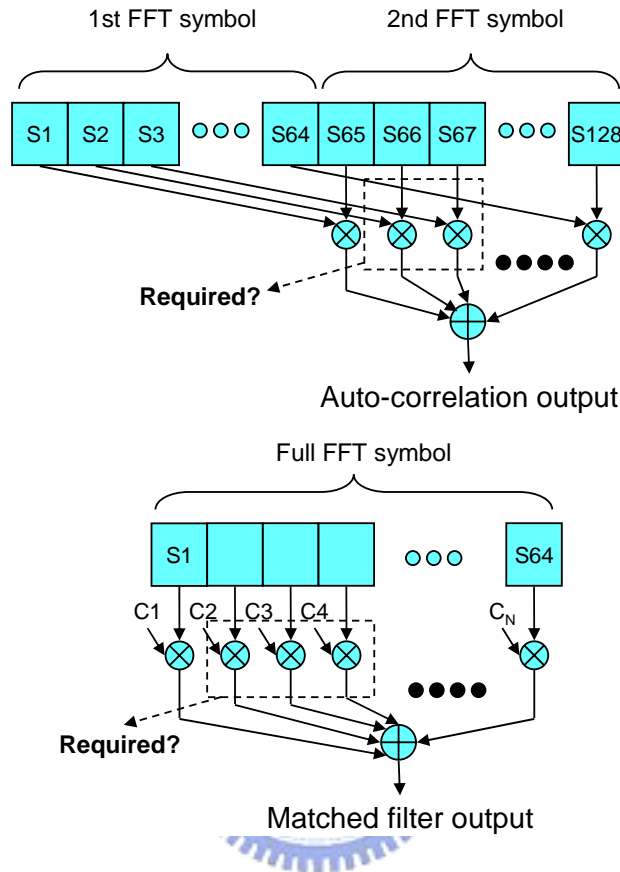 1st FFT symbol 2nd FFT symbol
S1 S2 S3 S64 S65 S66 S67 S128
Required?
Auto-correlation output
Full FFT symbol
S1 S64
C1 C2 C3 C4 C_N
Required?
Matched filter output